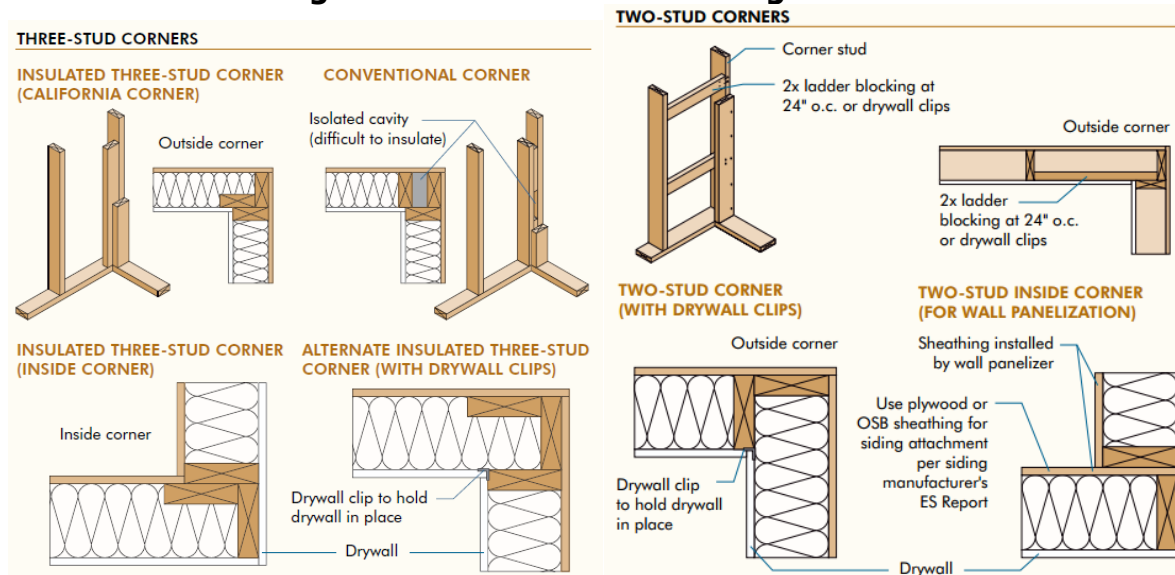 THREE-STUD CORNERS
INSULATED THREE-STUD CORNER
(CALIFORNIA CORNER)
Outside corner
CONVENTIONAL CORNER
Isolated cavity
(difficult to insulate)
INSULATED THREE-STUD CORNER
(INSIDE CORNER)
Inside corner
ALTERNATE INSULATED THREE-STUD
CORNER (WITH DRYWALL CLIPS)
Drywall clip to hold
drywall in place
Drywall
TWO-STUD CORNERS
Corner stud
2x ladder blocking at
24" o.c. or drywall clips
Outside corner
2x ladder
blocking at 24" o.c.
or drywall clips
TWO-STUD CORNER
(WITH DRYWALL CLIPS)
Outside corner
Drywall clip
to hold drywall
in place
Drywall
TWO-STUD INSIDE CORNER
(FOR WALL PANELIZATION)
Sheathing installed
by wall panelizer
Use plywood or
OSB sheathing for
siding attachment
per siding
manufacturer's
ES Report